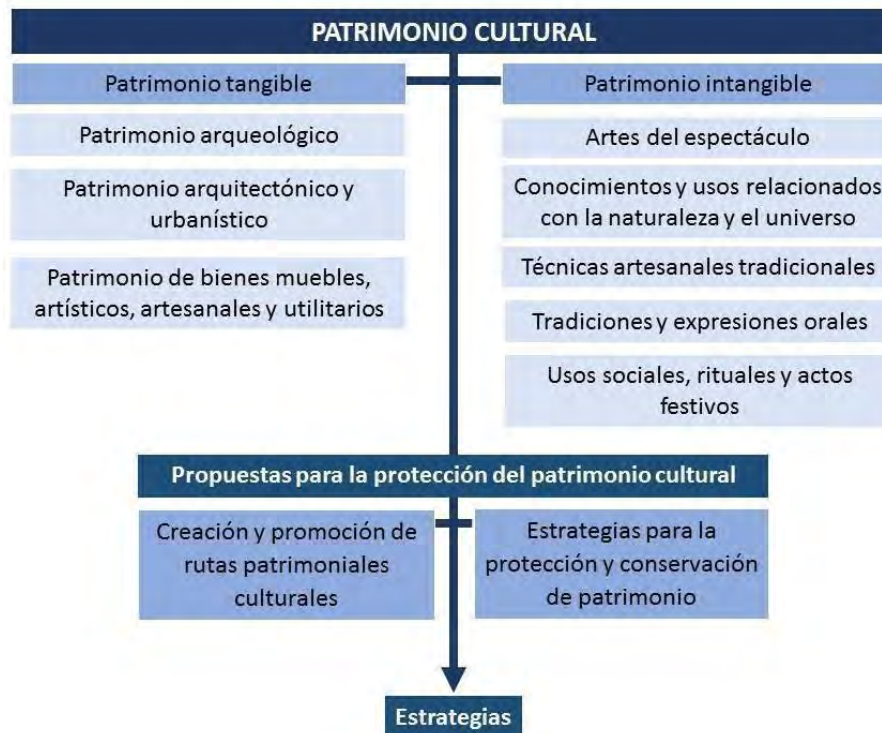 PATRIMONIO CULTURAL
Patrimonio tangible
Patrimonio arqueológico
Patrimonio arquitectónico y
urbanístico
Patrimonio de bienes muebles,
artísticos, artesanales y utilitarios
Patrimonio intangible
Artes del espectáculo
Conocimientos y usos relacionados
con la naturaleza y el universo
Técnicas artesanales tradicionales
Tradiciones y expresiones orales
Usos sociales, rituales y actos
festivos
Propuestas para la protección del patrimonio cultural
Creación y promoción de
rutas patrimoniales
culturales
Estrategias para la
protección y conservación
de patrimonio
Estrategias